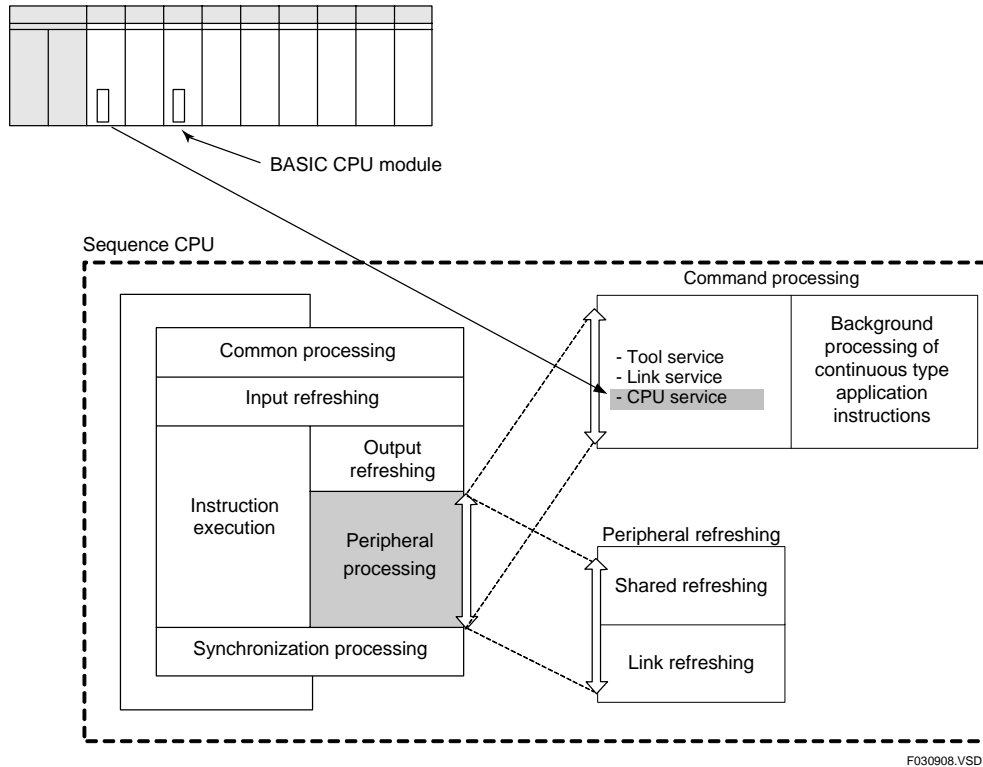 BASIC CPU module
Sequence CPU
Command processing
Common processing
Input refreshing
Output
refreshing
Instruction
execution
Peripheral
processing
Synchronization processing
- Tool service
- Link service
- CPU service
Background
processing of
continuous type
application
instructions
Peripheral refreshing
Shared refreshing
Link refreshing
F030908.VSD